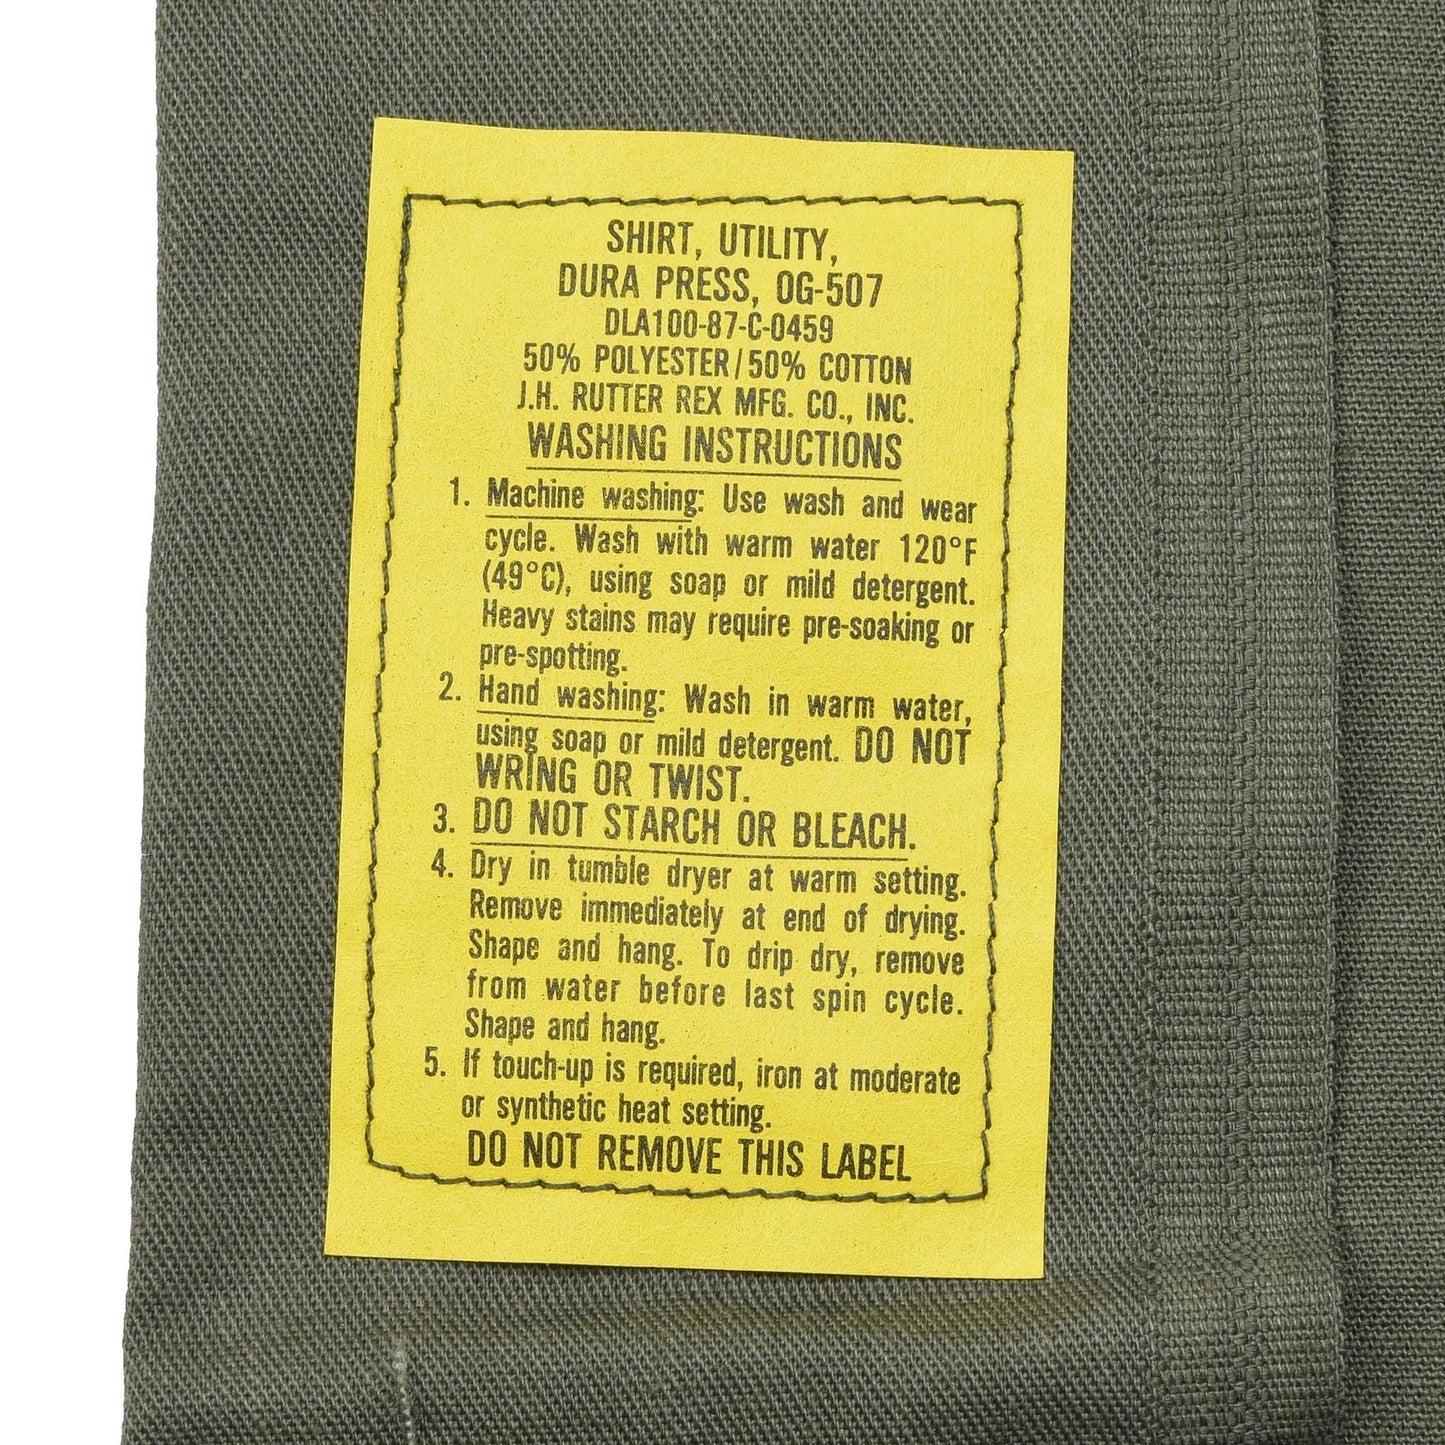 SHIRT, UTILITY,
DURA PRESS, OG-507
DLA100-87-C-0459
50% POLYESTER/50% COTTON
J.H. RUTTER REX MFG. CO., INC.
WASHING INSTRUCTIONS
1. Machine washing: Use wash and wear
cycle. Wash with warm water 120°F
(49°C), using soap or mild detergent.
Heavy stains may require pre-soaking or
pre-spotting.
2. Hand washing: Wash in warm water,
using soap or mild detergent. DO NOT
WRING OR TWIST.
3. DO NOT STARCH OR BLEACH.
4. Dry in tumble dryer at warm setting.
Remove immediately at end of drying.
Shape and hang. To drip dry, remove
from water before last spin cycle.
Shape and hang.
5. If touch-up is required, iron at moderate
or synthetic heat setting.
DO NOT REMOVE THIS LABEL